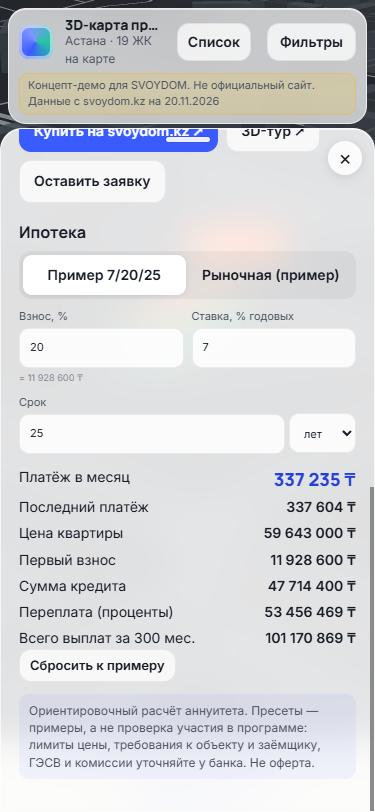 3D-карта пр...
Астана · 19 ЖК
на карте
Список
Фильтры
Концепт-демо для SVOYDOM. Не официальный сайт.
Данные с svoydom.kz на 20.11.2026
Купить на svoydom.kz ↗
3D-тур ↗
×
Оставить заявку
Ипотека
Пример 7/20/25
Рыночная (пример)
Взнос, %
Ставка, % годовых
20
7
= 11 928 600 ₸
Срок
25
лет
Платёж в месяц 337 235 ₸
Последний платёж 337 604 ₸
Цена квартиры 59 643 000 ₸
Первый взнос 11 928 600 ₸
Сумма кредита 47 714 400 ₸
Переплата (проценты) 53 456 469 ₸
Всего выплат за 300 мес. 101 170 869 ₸
Сбросить к примеру
Ориентировочный расчёт аннуитета. Пресеты —
примеры, а не проверка участия в программе:
лимиты цены, требования к объекту и заёмщику,
ГЭСВ и комиссии уточняйте у банка. Не оферта.